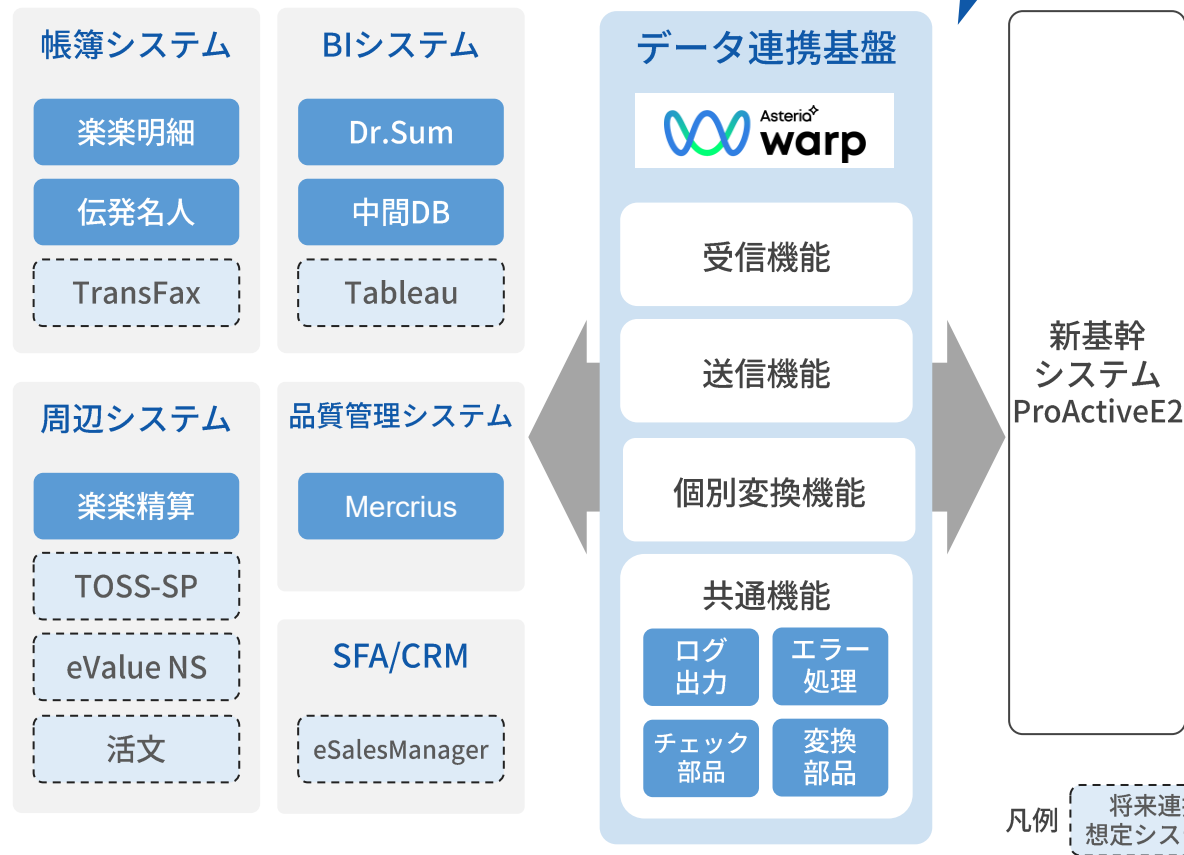 帳簿システム
楽楽明細
伝発名人
TransFax
BIシステム
Dr.Sum
中間DB
Tableau
周辺システム
楽楽精算
TOSS-SP
eValue NS
活文
品質管理システム
Mercrius
SFA/CRM
eSalesManager
データ連携基盤
Asteria
warp
受信機能
送信機能
個別変換機能
共通機能
ログ
出力
エラー
処理
チェック
部品
変換
部品
新基幹
システム
ProActiveE2
凡例
将来連
想定シス